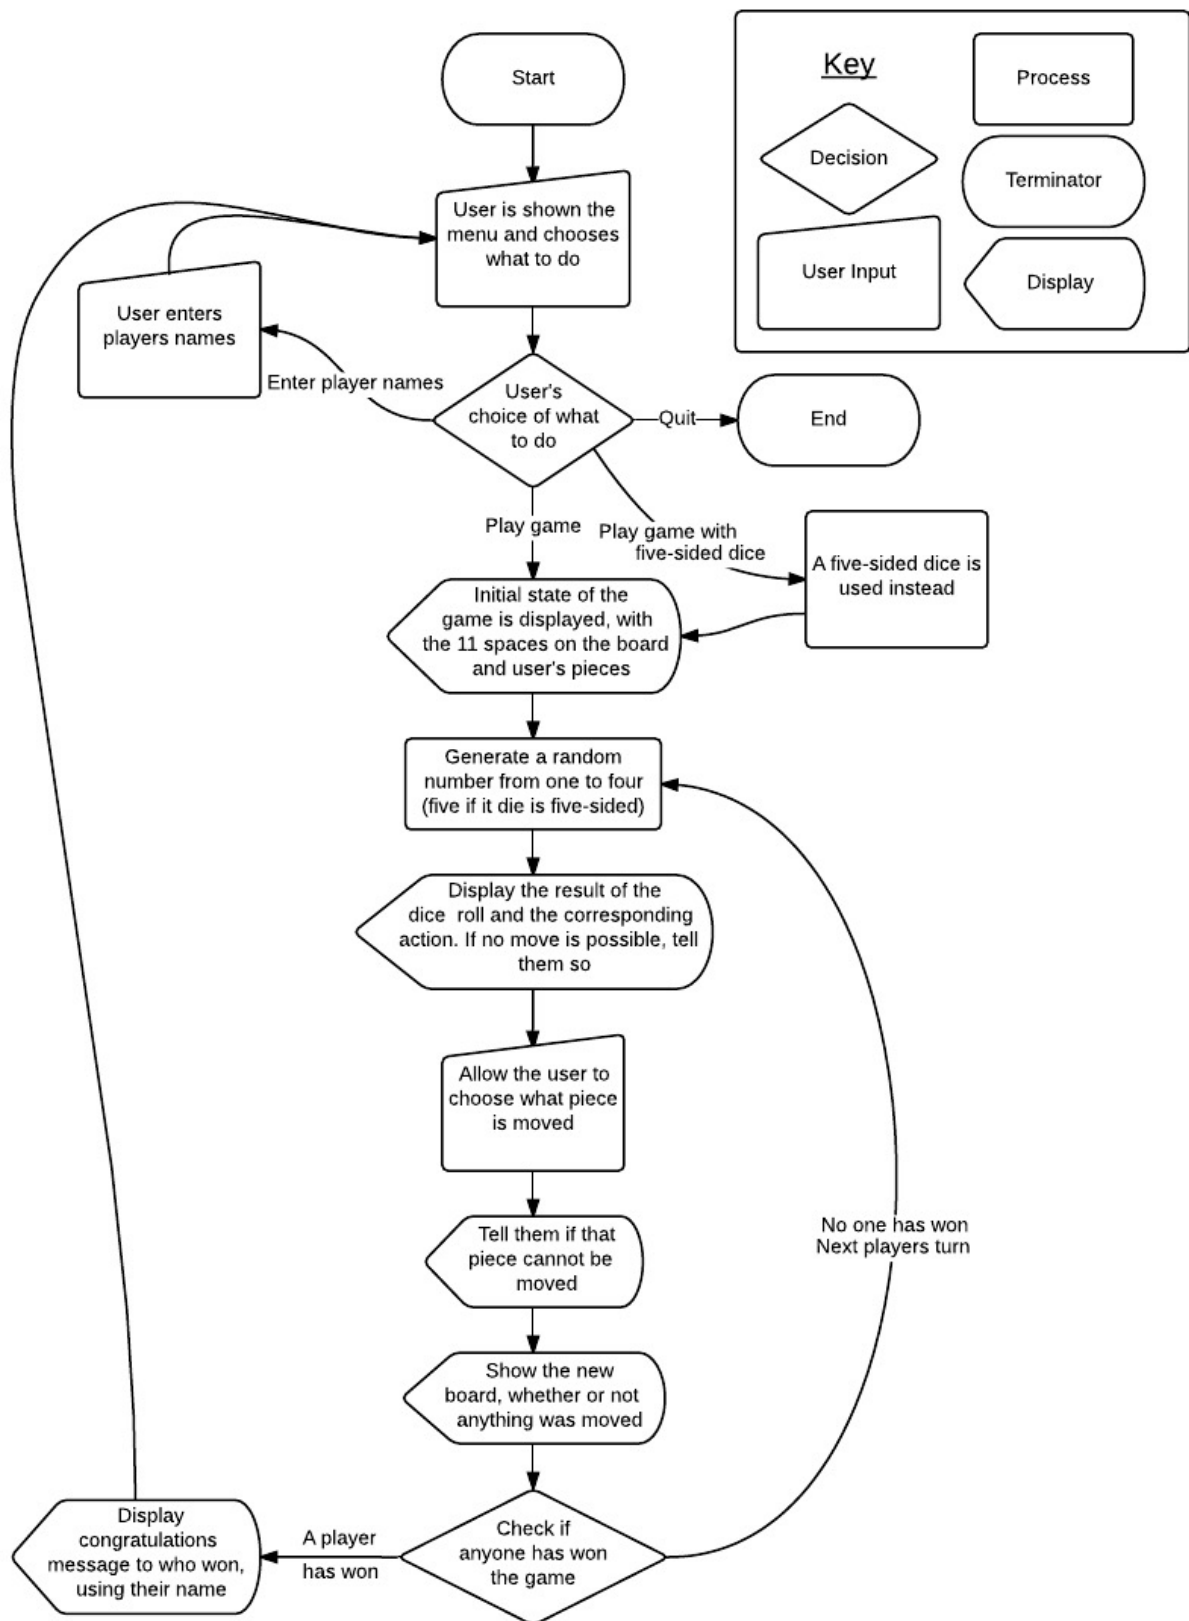 Start
Key
Process
Decision
Terminator
User Input
Display
User is shown the
menu and chooses
what to do
User enters
players names
Enter player names
User's
choice of what
to do
Quit
End
Play game
Play game with
five-sided dice
A five-sided dice is
used instead
Initial state of the
game is displayed, with
the 11 spaces on the board
and user's pieces
Generate a random
number from one to four
(five if it die is five-sided)
Display the result of the
dice roll and the corresponding
action. If no move is possible, tell
them so
Allow the user to
choose what piece
is moved
Tell them if that
piece cannot be
moved
No one has won
Next players turn
Show the new
board, whether or not
anything was moved
Check if
anyone has won
the game
A player
has won
Display
congratulations
message to who won,
using their name